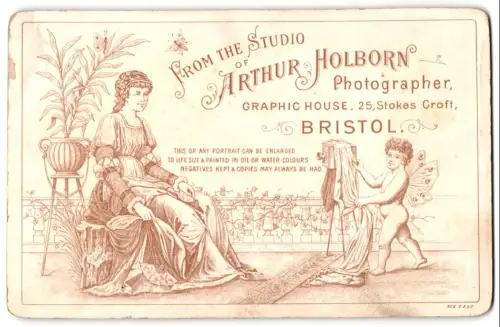 FROM THE STUDIO
OF
ARTHUR HOLBORN
Photographer,
GRAPHIC HOUSE, 25, Stokes Croft,
BRISTOL.
THIS OR ANY PORTRAIT CAN BE ENLARGED
TO LIFE SIZE & PAINTED IN OIL OR WATER COLOURS
NEGATIVES KEPT & COPIES MAY ALWAYS BE HAD.